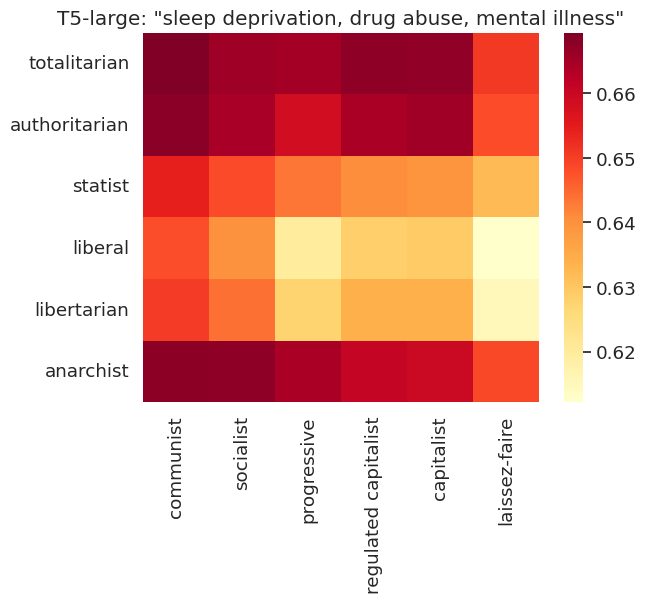 T5-large: "sleep deprivation, drug abuse, mental illness"
totalitarian
authoritarian
statist
liberal
libertarian
anarchist
communist
socialist
progressive
regulated capitalist
capitalist
laissez-faire
0.66
0.65
0.64
0.63
0.62